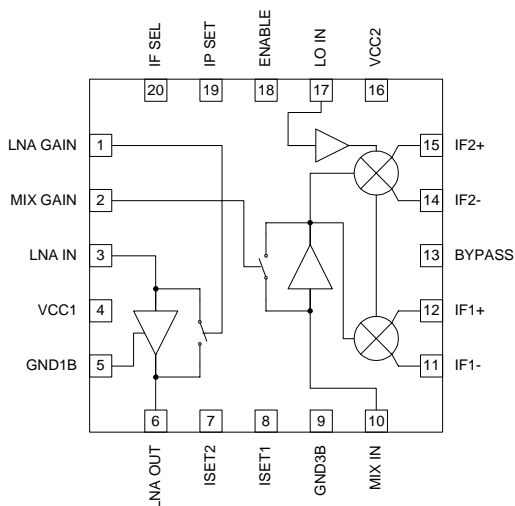 IF SEL
IP SET
ENABLE
LO IN
VCC2
20
19
18
17
16
LNA GAIN 1
MIX GAIN 2
LNA IN 3
VCC1 4
GND1B 5
15 IF2+
14 IF2-
13 BYPASS
12 IF1+
11 IF1-
6
7
8
9
10
LNA OUT
ISET2
ISET1
GND3B
MIX IN